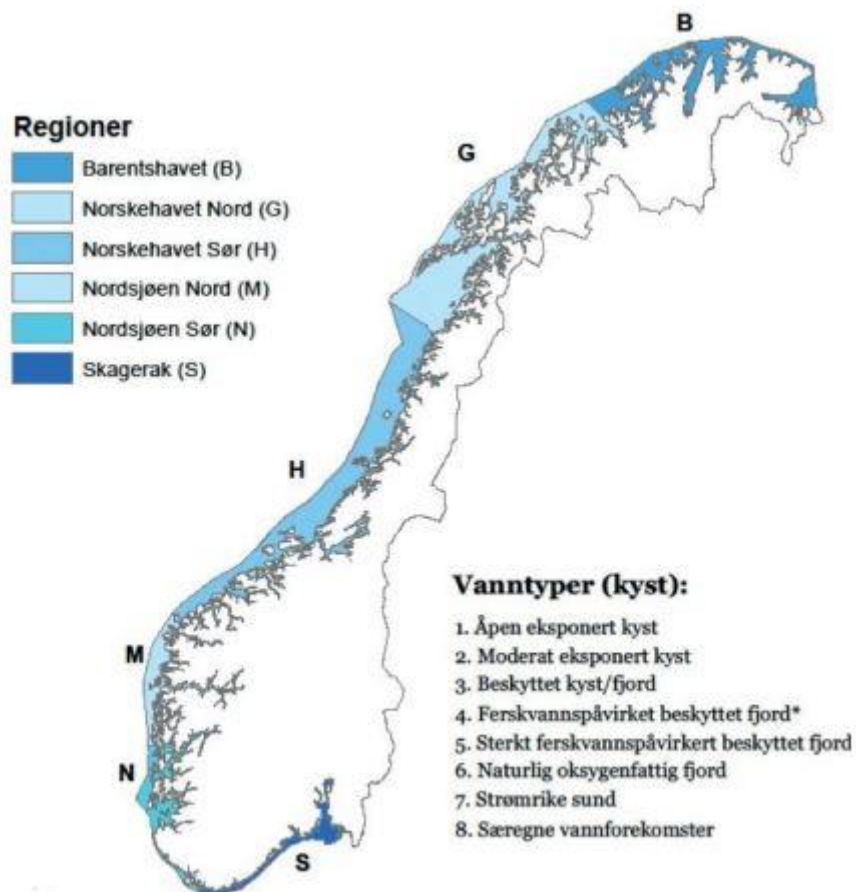 B
Regioner
Barentshavet (B)
Norskehavet Nord (G)
Norskehavet Sør (H)
Nordsjøen Nord (M)
Nordsjøen Sør (N)
Skagerak (S)
G
H
M
N
S
Vanntyper (kyst):
1. Åpen eksponert kyst
2. Moderat eksponert kyst
3. Beskyttet kyst/fjord
4. Ferskvannspåvirket beskyttet fjord*
5. Sterkt ferskvannspåvirkert beskyttet fjord
6. Naturlig oksygenfattig fjord
7. Strømrike sund
8. Særegne vannforekomster